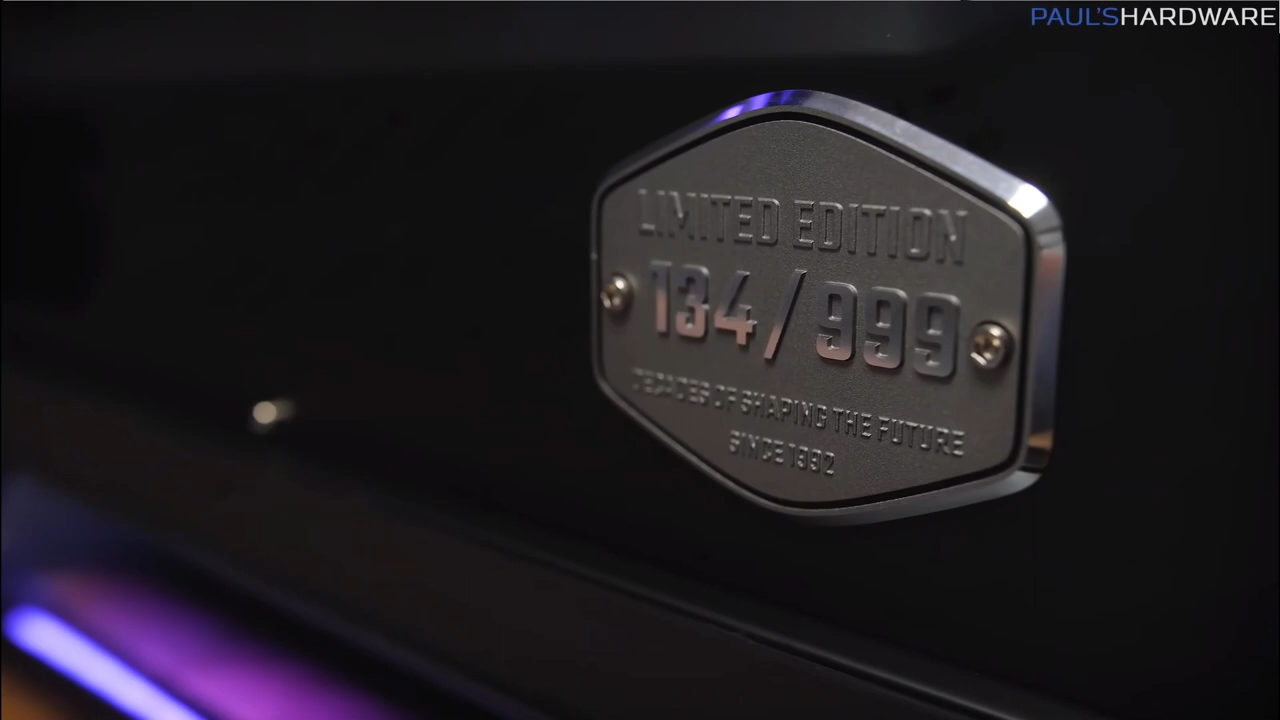 PAUL'SHARDWARE
LIMITED EDITION
134/999
DECADES OF SHAPING THE FUTURE
SINCE 1992